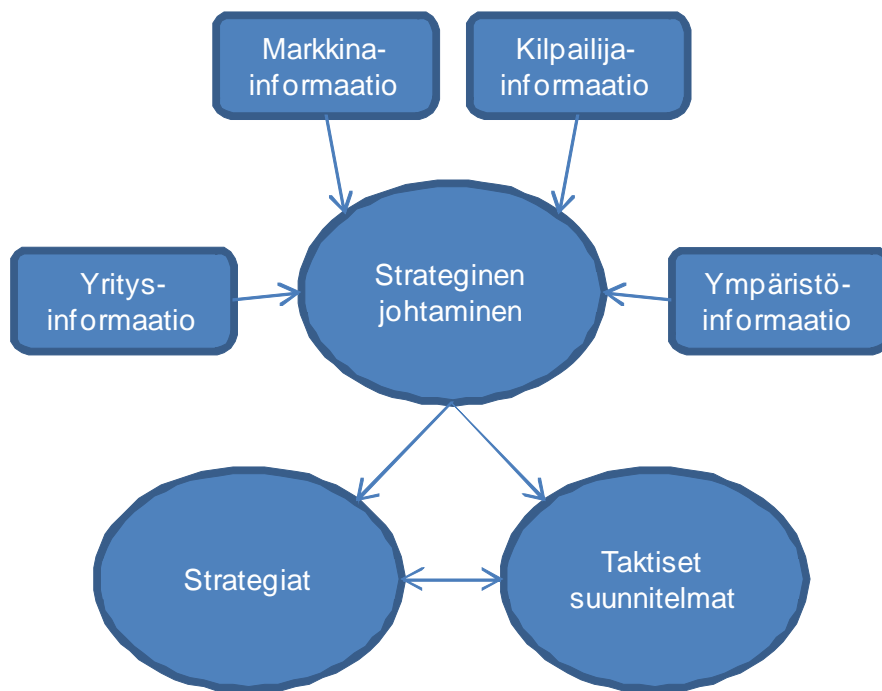 Markkina-
informaatio
Kilpailija-
informaatio
Yritys-
informaatio
Strateginen
johtaminen
Ympäristö-
informaatio
Strategiat
Taktiset
suunnitelmat